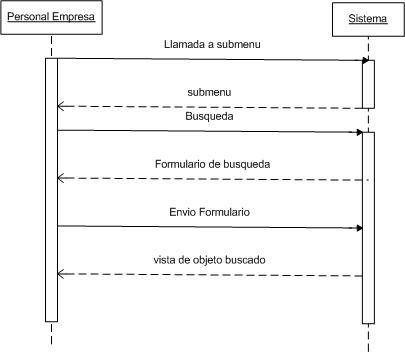 Personal Empresa
Sistema
Llamada a submenu
submenu
Busqueda
Formulario de busqueda
Envio Formulario
vista de objeto buscado